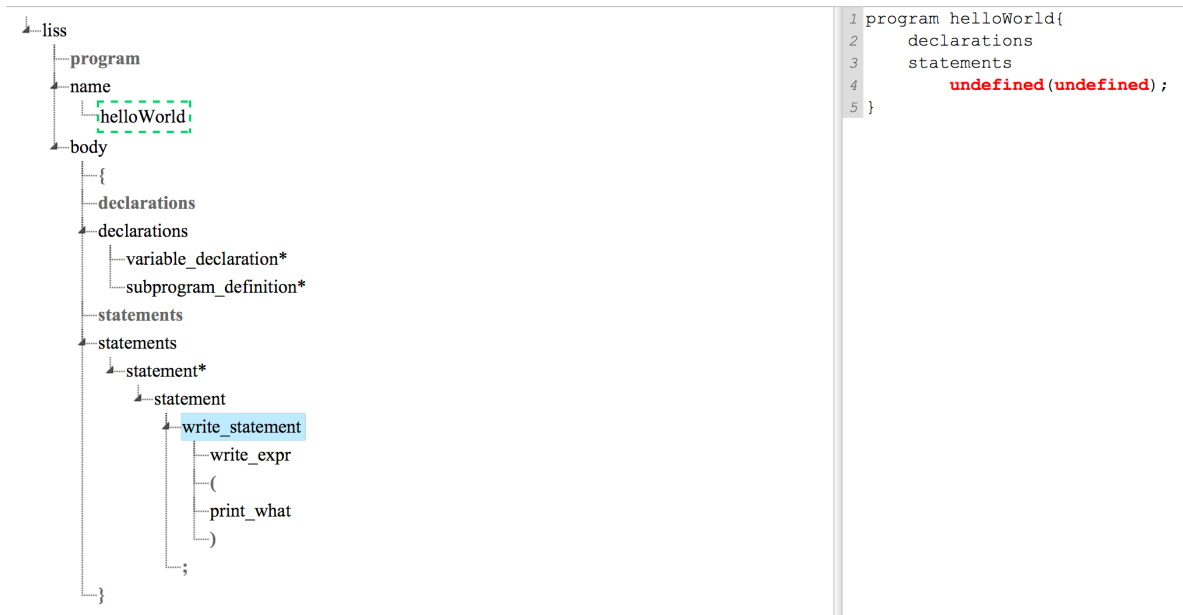 liss
program
name
helloWorld
body
{
declarations
declarations
variable_declaration*
subprogram_definition*
statements
statements
statement*
statement
write_statement
write_expr
(
print_what
)
;
}
1 program helloWorld{
2 declarations
3 statements
4 undefined(undefined);
5 }